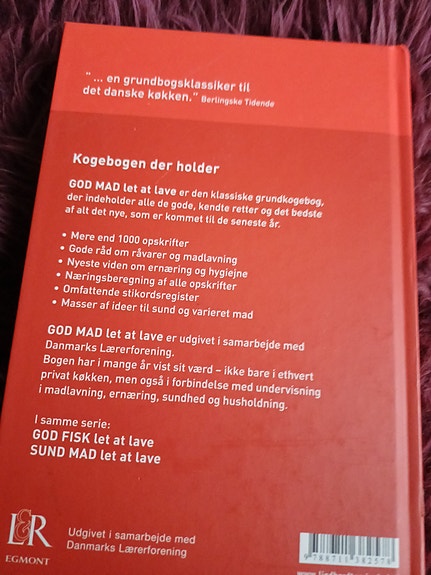 " ... en grundbogsklassiker til
det danske køkken." Berlingske Tidende
Kogebogen der holder
GOD MAD let at lave er den klassiske grundkogebog,
der indeholder alle de gode, kendte retter og det bedste
af alt det nye, som er kommet til de seneste år.
• Mere end 1000 opskrifter
• Gode råd om råvarer og madlavning
• Nyeste viden om ernæring og hygiejne
• Næringsberegning af alle opskrifter
• Omfattende stikordsregister
• Masser af ideer til sund og varieret mad
GOD MAD let at lave er udgivet i samarbejde med
Danmarks Lærerforening.
Bogen har i mange år vist sit værd – ikke bare i ethvert
privat køkken, men også i forbindelse med undervisning
i madlavning, ernæring, sundhed og husholdning.
I samme serie:
GOD FISK let at lave
SUND MAD let at lave
L&R
EGMONT
Udgivet i samarbejde med
Danmarks Lærerforening
9 788711 382578